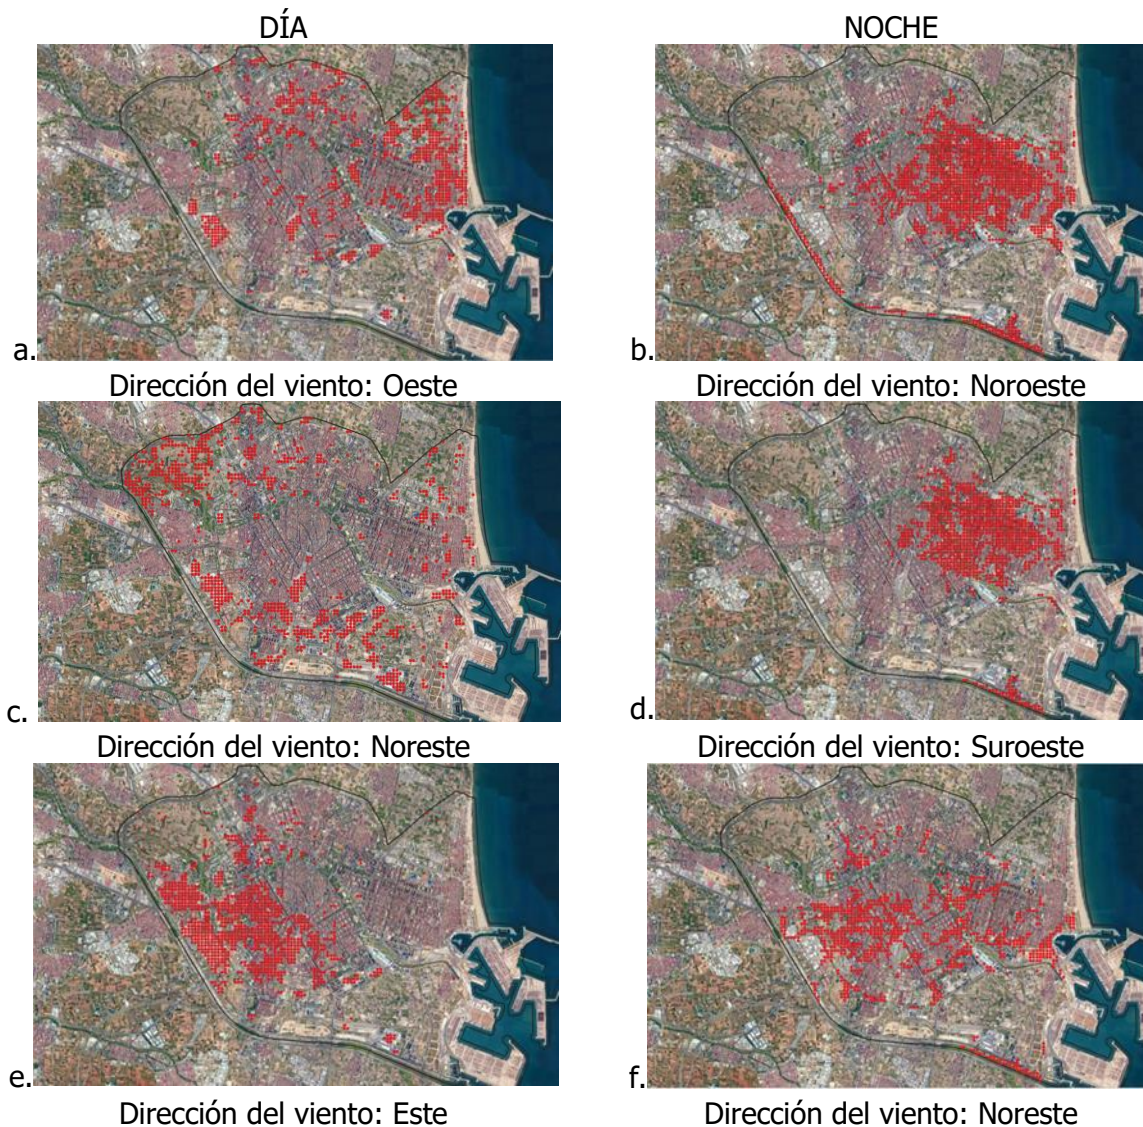 DÍA
NOCHE
a.
b.
Dirección del viento: Oeste
Dirección del viento: Noroeste
c.
d.
Dirección del viento: Noreste
Dirección del viento: Suroeste
e.
f.
Dirección del viento: Este
Dirección del viento: Noreste